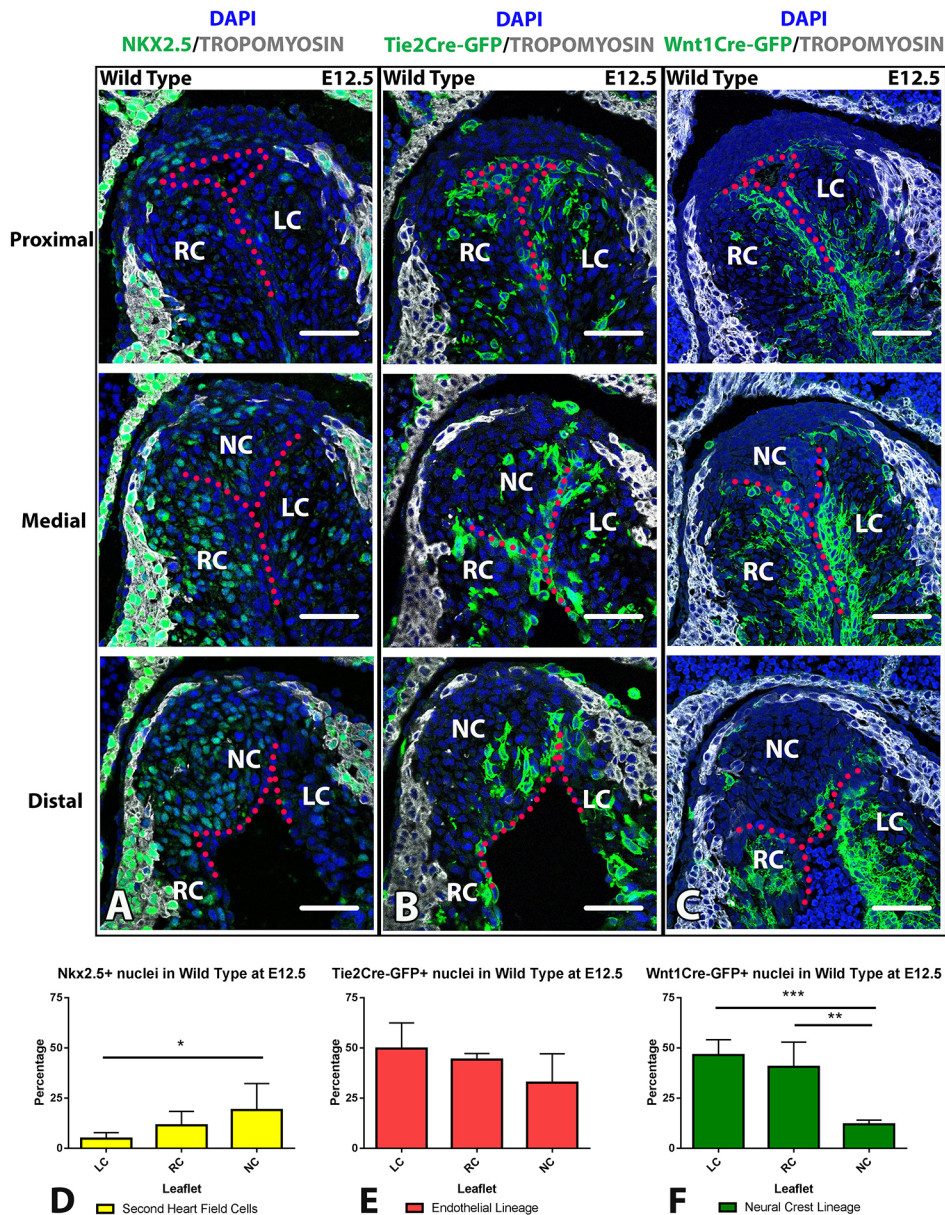 DAPI
NKX2.5/TROPOMYOSIN
DAPI
Tie2Cre-GFP/TROPOMYOSIN
DAPI
Wnt1Cre-GFP/TROPOMYOSIN
Wild Type E12.5
Wild Type E12.5
Wild Type E12.5
Proximal
LC
RC
LC
RC
LC
RC
Medial
NC
LC
RC
NC
LC
RC
NC
LC
RC
Distal
NC
LC
RC
A
NC
LC
RC
B
NC
LC
RC
C
Nkx2.5+ nuclei in Wild Type at E12.5
Percentage
75
50
25
0
*
LC RC NC
Leaflet
D
Second Heart Field Cells
Tie2Cre-GFP+ nuclei in Wild Type at E12.5
Percentage
75
50
25
0
LC RC NC
Leaflet
E
Endothelial Lineage
Wnt1Cre-GFP+ nuclei in Wild Type at E12.5
Percentage
75
50
25
0
***
**
LC RC NC
Leaflet
F
Neural Crest Lineage